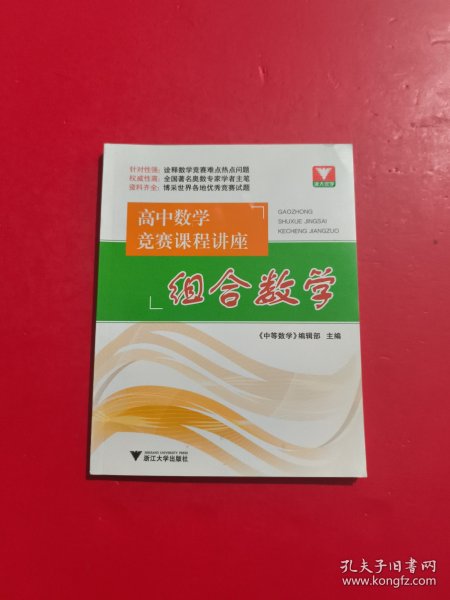 针对性强：诠释数学竞赛难点热点问题
权威性高：全国著名奥数专家学者主笔
资料齐全：博采世界各地优秀竞赛试题
浙大优学
高中数学
竞赛课程讲座
GAOZHONG
SHUXUE JINGSAI
KECHENG JIANGZUO
组合数学
《中等数学》编辑部 主编
ZHEJIANG UNIVERSITY PRESS
浙江大学出版社
孔夫子旧书网
www.kongfz.com